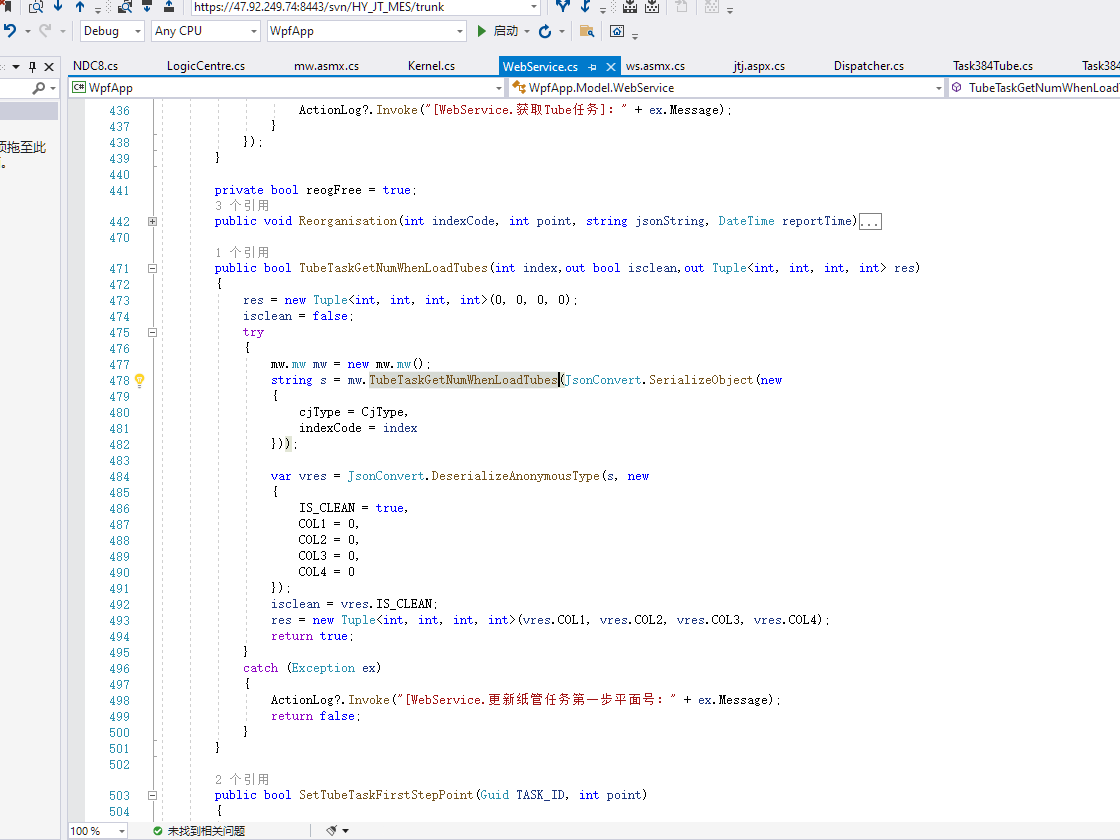 https://47.92.249.74:8443/svn/HY_JT_MES/trunk
Debug Any CPU WpfApp 启动
NDC8.cs LogicCentre.cs mw.asmx.cs Kernel.cs WebService.cs ws.asmx.cs jtj.aspx.cs Dispatcher.cs Task384Tube.cs Task384
C# WpfApp WpfApp.Model.WebService TubeTaskGetNumWhenLoad
拖至此
。
436 ActionLog?.Invoke("[WebService.获取Tube任务]：" + ex.Message);
437 }
438 });
439 }
440
441 private bool reogFree = true;
3 个引用
442 public void Reorganisation(int indexCode, int point, string jsonString, DateTime reportTime)...
470
1 个引用
471 public bool TubeTaskGetNumWhenLoadTubes(int index,out bool isclean,out Tuple<int, int, int, int> res)
472 {
473 res = new Tuple<int, int, int, int>(0, 0, 0, 0);
474 isclean = false;
475 try
476 {
477 mw.mw mw = new mw.mw();
478 string s = mw.TubeTaskGetNumWhenLoadTubes(JsonConvert.SerializeObject(new
479 {
480 cjType = CjType,
481 indexCode = index
482 }));
483
484 var vres = JsonConvert.DeserializeAnonymousType(s, new
485 {
486 IS_CLEAN = true,
487 COL1 = 0,
488 COL2 = 0,
489 COL3 = 0,
490 COL4 = 0
491 });
492 isclean = vres.IS_CLEAN;
493 res = new Tuple<int, int, int, int>(vres.COL1, vres.COL2, vres.COL3, vres.COL4);
494 return true;
495 }
496 catch (Exception ex)
497 {
498 ActionLog?.Invoke("[WebService.更新纸管任务第一步平面号：" + ex.Message);
499 return false;
500 }
501 }
502
2 个引用
503 public bool SetTubeTaskFirstStepPoint(Guid TASK_ID, int point)
504 {
100 % 未找到相关问题